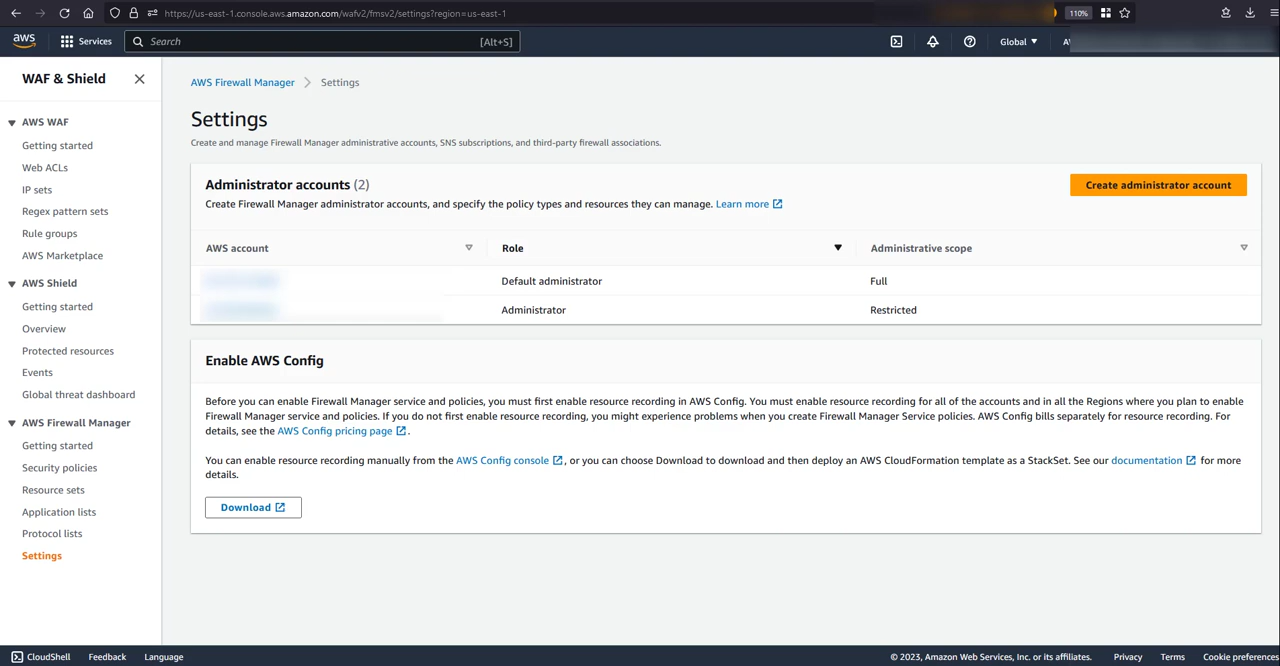 https://us-east-1.console.aws.amazon.com/wafv2/fmsv2/settings?region=us-east-1
110%
aws
Services
Search
[Alt+S]
Global
WAF & Shield
AWS WAF
Getting started
Web ACLs
IP sets
Regex pattern sets
Rule groups
AWS Marketplace
AWS Shield
Getting started
Overview
Protected resources
Events
Global threat dashboard
AWS Firewall Manager
Getting started
Security policies
Resource sets
Application lists
Protocol lists
Settings
AWS Firewall Manager
Settings
Settings
Create and manage Firewall Manager administrative accounts, SNS subscriptions, and third-party firewall associations.
Administrator accounts (2)
Create administrator account
Create Firewall Manager administrator accounts, and specify the policy types and resources they can manage. Learn more
AWS account
Role
Administrative scope
Default administrator
Full
Administrator
Restricted
Enable AWS Config
Before you can enable Firewall Manager service and policies, you must first enable resource recording in AWS Config. You must enable resource recording for all of the accounts and in all the Regions where you plan to enable
Firewall Manager service and policies. If you do not first enable resource recording, you might experience problems when you create Firewall Manager Service policies. AWS Config bills separately for resource recording. For
details, see the AWS Config pricing page.
You can enable resource recording manually from the AWS Config console, or you can choose Download to download and then deploy an AWS CloudFormation template as a StackSet. See our documentation for more
details.
Download
CloudShell
Feedback
Language
© 2023, Amazon Web Services, Inc. or its affiliates.
Privacy
Terms
Cookie preferences